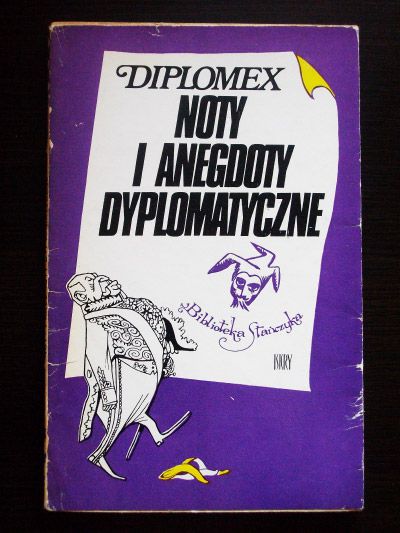 DIPLOMEX
NOTY
I ANEGDOTY
DYPLOMATYCZNE
Biblioteka Stańczyka
ISKRY